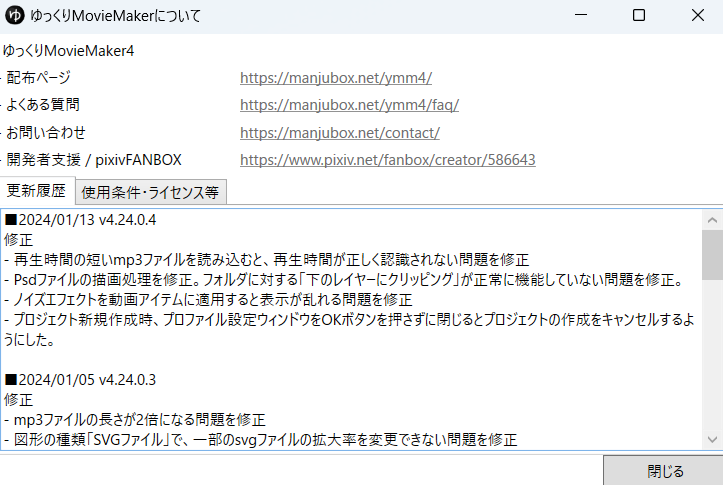 ゆ ゆっくりMovieMakerについて
ゆっくりMovieMaker4
- 配布ページ https://manjubox.net/ymm4/
- よくある質問 https://manjubox.net/ymm4/faq/
- お問い合わせ https://manjubox.net/contact/
- 開発者支援 / pixivFANBOX https://www.pixiv.net/fanbox/creator/586643
更新履歴 使用条件・ライセンス等
■2024/01/13 v4.24.0.4
修正
- 再生時間の短いmp3ファイルを読み込むと、再生時間が正しく認識されない問題を修正
- Psdファイルの描画処理を修正。フォルダに対する「下のレイヤーにクリッピング」が正常に機能していない問題を修正。
- ノイズエフェクトを動画アイテムに適用すると表示が乱れる問題を修正
- プロジェクト新規作成時、プロファイル設定ウィンドウをOKボタンを押さずに閉じるとプロジェクトの作成をキャンセルするよ
うにした。
■2024/01/05 v4.24.0.3
修正
- mp3ファイルの長さが2倍になる問題を修正
- 図形の種類「SVGファイル」で、一部のsvgファイルの拡大率を変更できない問題を修正
閉じる